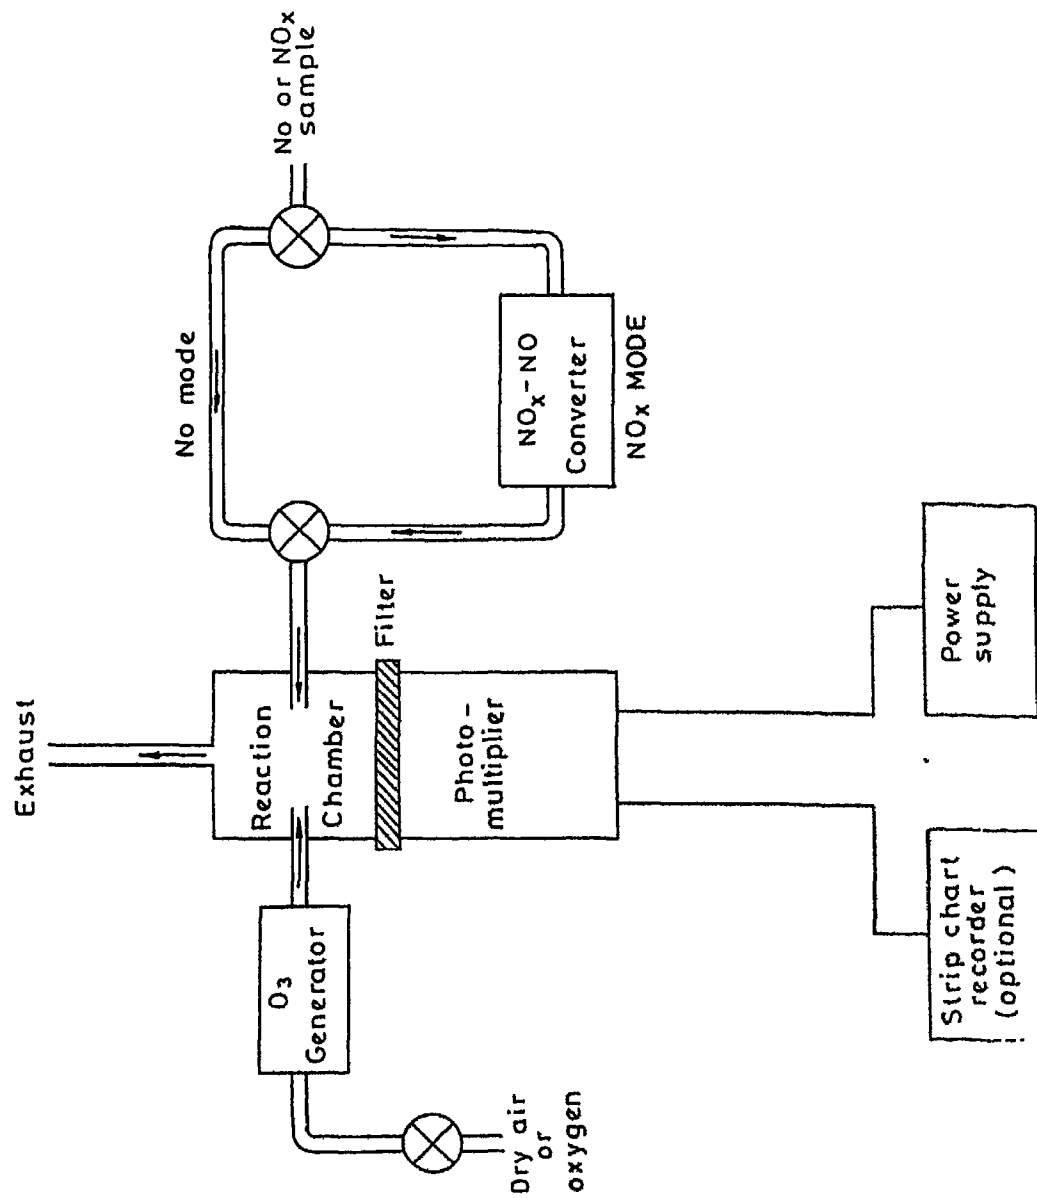 Exhaust
No or NOx
sample
No mode
NOx-NO
Converter
NOx MODE
Filter
Reaction
Chamber
Photo-
multiplier
O3
Generator
Dry air
or
oxygen
Strip chart
recorder
(optional)
Power
supply